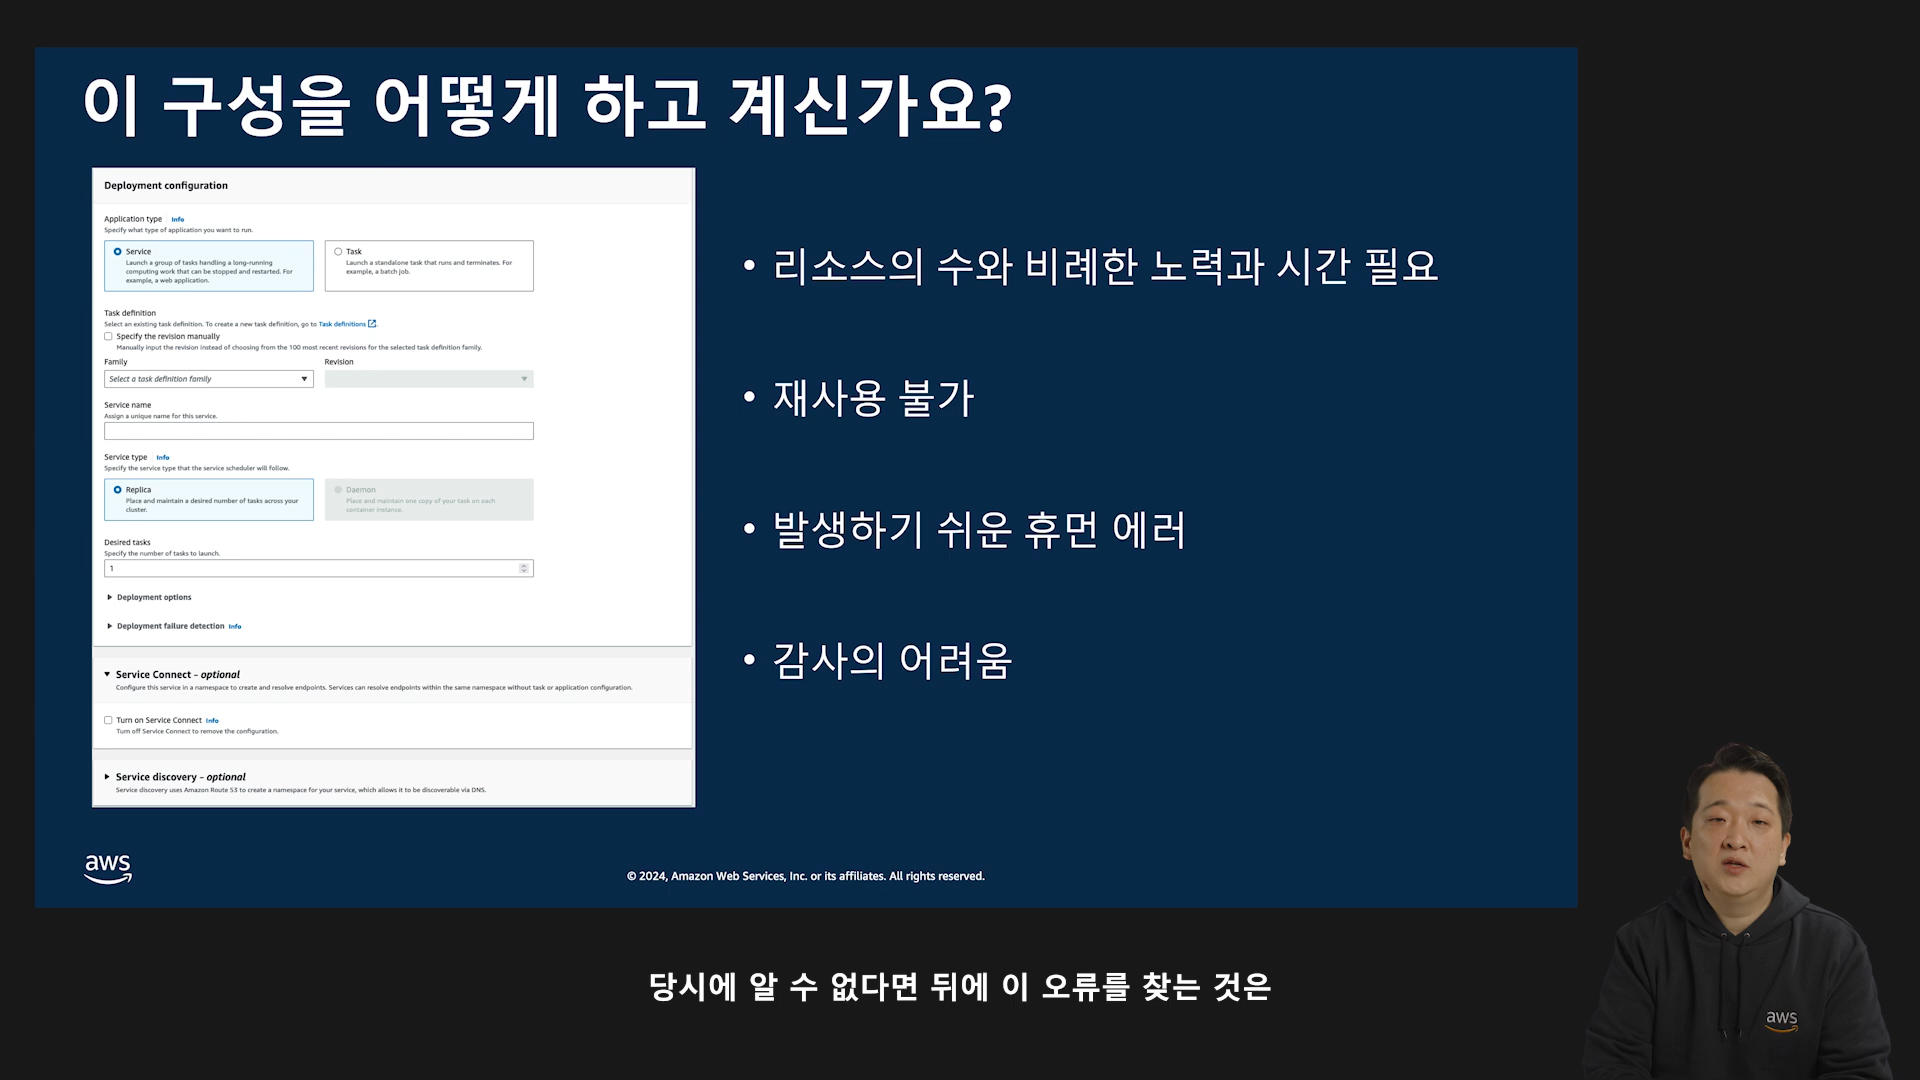 이 구성을 어떻게 하고 계신가요?
Deployment configuration
Application type Info
Specify what type of application you want to run.
Service
Launch a group of tasks handling a long-running
computing work that can be stopped and restarted. For
example, a web application.
Task
Launch a standalone task that runs and terminates. For
example, a batch job.
Task definition
Select an existing task definition. To create a new task definition, go to Task definitions.
Specify the revision manually
Manually input the revision instead of choosing from the 100 most recent revisions for the selected task definition family.
Family
Select a task definition family
Revision
Service name
Assign a unique name for this service.
Service type Info
Specify the service type that the service scheduler will follow.
Replica
Place and maintain a desired number of tasks across your
cluster.
Daemon
Place and maintain one copy of your task on each
container instance.
Desired tasks
Specify the number of tasks to launch.
1
Deployment options
Deployment failure detection Info
Service Connect - optional
Configure this service in a namespace to create and resolve endpoints. Services can resolve endpoints within the same namespace without task or application configuration.
Turn on Service Connect Info
Turn off Service Connect to remove the configuration.
Service discovery - optional
Service discovery uses Amazon Route 53 to create a namespace for your service, which allows it to be discoverable via DNS.
• 리소스의 수와 비례한 노력과 시간 필요
• 재사용 불가
• 발생하기 쉬운 휴먼 에러
• 감사의 어려움
aws
© 2024, Amazon Web Services, Inc. or its affiliates. All rights reserved.
당시에 알 수 없다면 뒤에 이 오류를 찾는 것은
aws